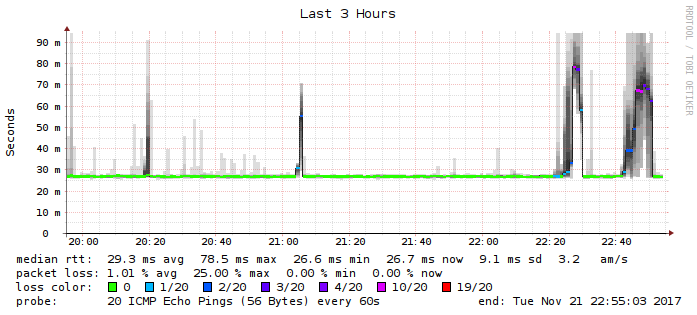 Last 3 Hours
RRDTOOL / TOBI OETIKER
Seconds
90 m
80 m
70 m
60 m
50 m
40 m
30 m
20 m
10 m
0
20:00 20:20 20:40 21:00 21:20 21:40 22:00 22:20 22:40
median rtt: 29.3 ms avg 78.5 ms max 26.6 ms min 26.7 ms now 9.1 ms sd 3.2 am/s
packet loss: 1.01 % avg 25.00 % max 0.00 % min 0.00 % now
loss color: 0 1/20 2/20 3/20 4/20 10/20 19/20
probe: 20 ICMP Echo Pings (56 Bytes) every 60s end: Tue Nov 21 22:55:03 2017